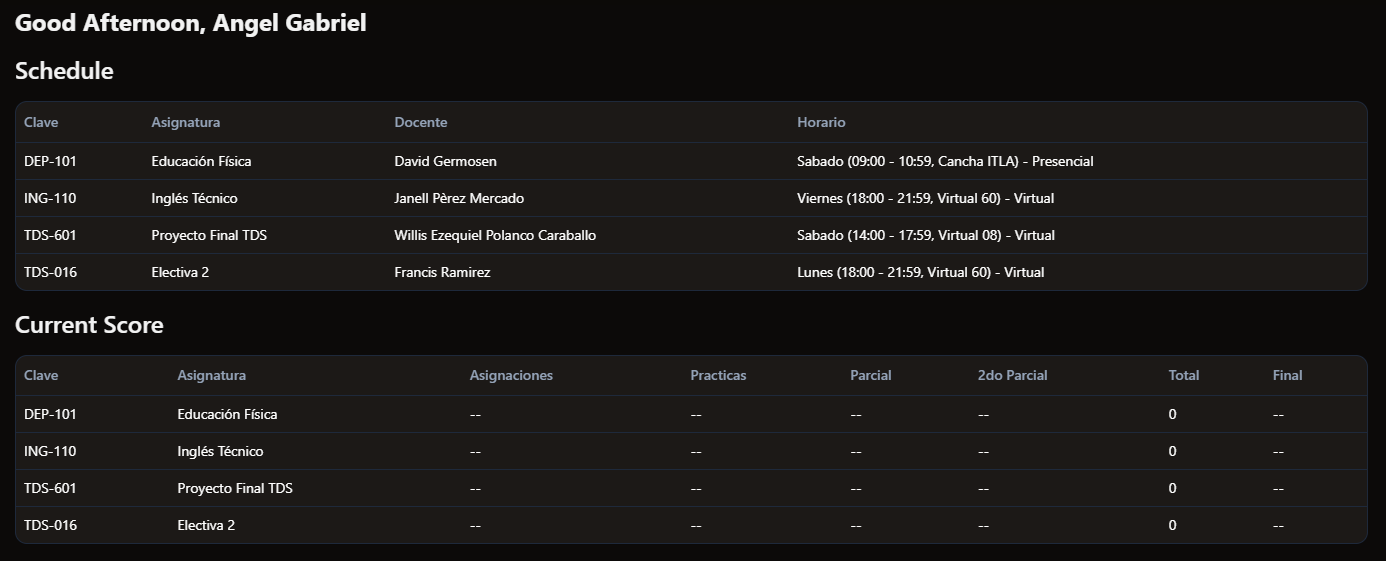 Good Afternoon, Angel Gabriel
Schedule
Clave Asignatura Docente Horario
DEP-101 Educación Física David Germosen Sabado (09:00 - 10:59, Cancha ITLA) - Presencial
ING-110 Inglés Técnico Janell Pèrez Mercado Viernes (18:00 - 21:59, Virtual 60) - Virtual
TDS-601 Proyecto Final TDS Willis Ezequiel Polanco Caraballo Sabado (14:00 - 17:59, Virtual 08) - Virtual
TDS-016 Electiva 2 Francis Ramirez Lunes (18:00 - 21:59, Virtual 60) - Virtual
Current Score
Clave Asignatura Asignaciones Practicas Parcial 2do Parcial Total Final
DEP-101 Educación Física -- -- -- -- 0 --
ING-110 Inglés Técnico -- -- -- -- 0 --
TDS-601 Proyecto Final TDS -- -- -- -- 0 --
TDS-016 Electiva 2 -- -- -- -- 0 --